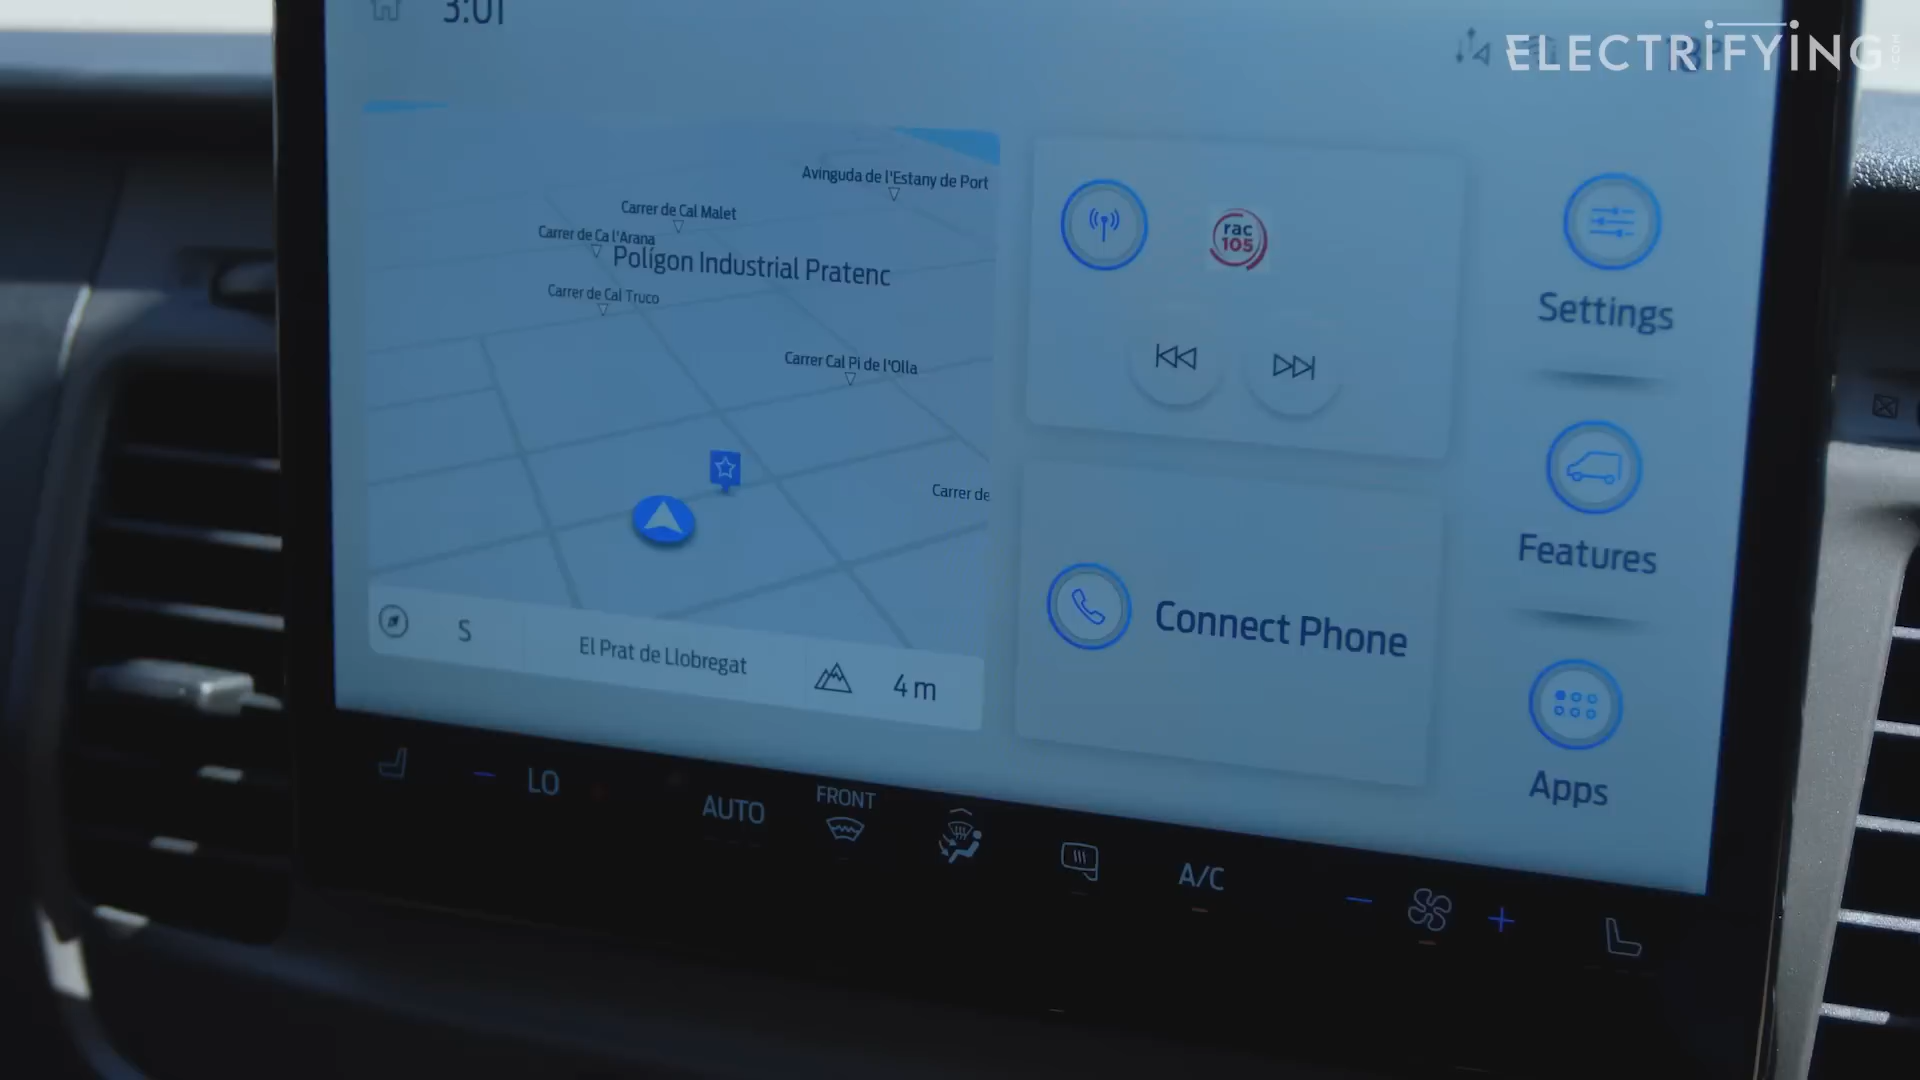 3:01
ELECTRIFYING
.COM
Avinguda de l'Estany de Port
Carrer de Cal Malet
Carrer de Ca l'Arana
Polígon Industrial Pratenc
Carrer de Cal Truco
Carrer Cal Pi de l'Olla
Carrer de
S
El Prat de Llobregat
4 m
rac
105
Connect Phone
Settings
Features
Apps
LO
AUTO
FRONT
A/C